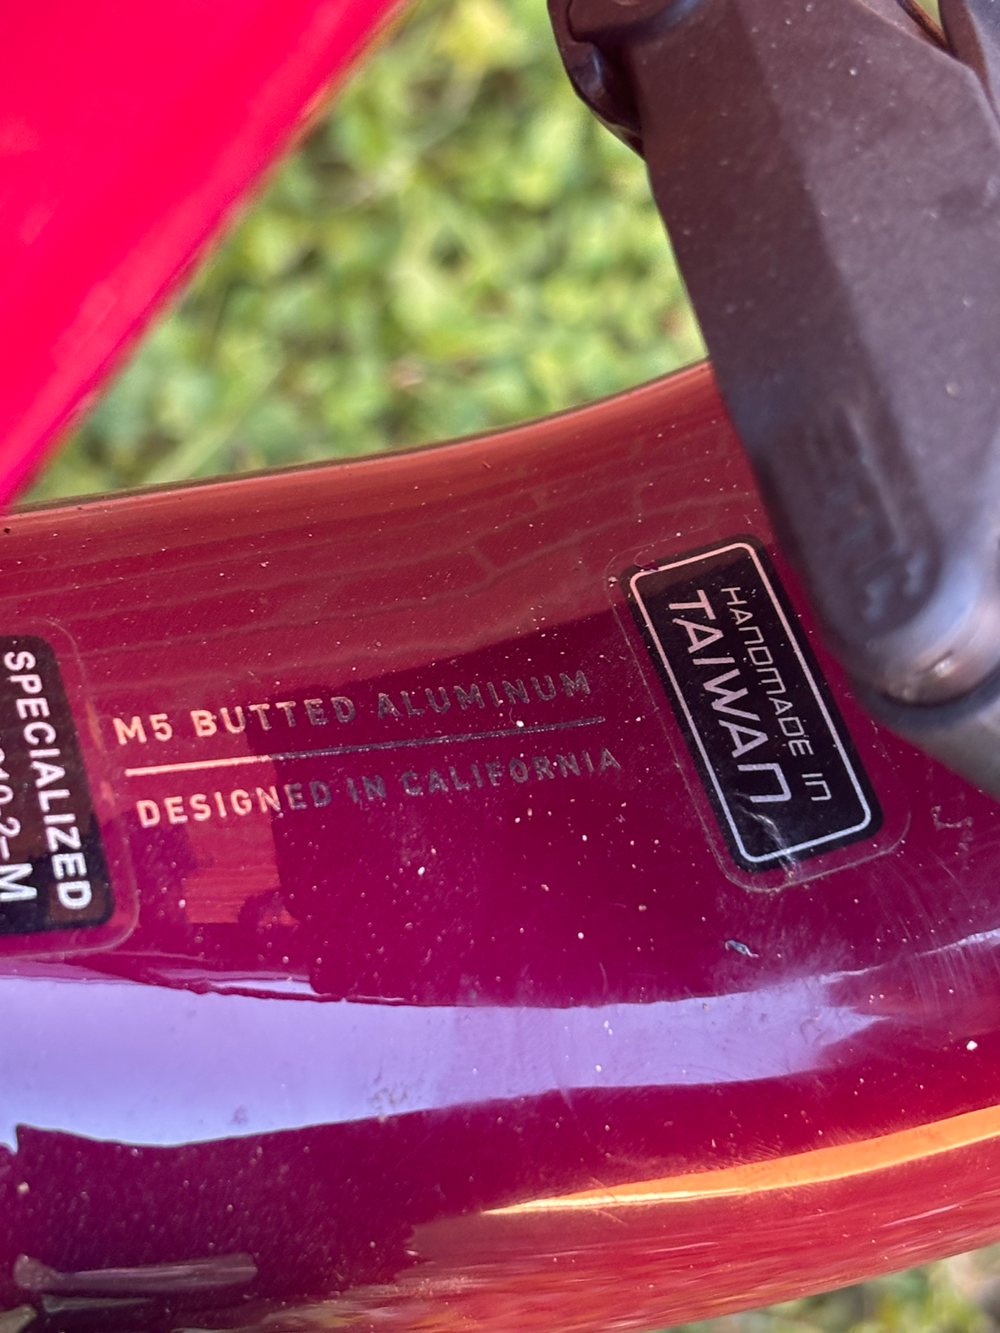 SPECIALIZED
M5 BUTTED ALUMINUM
DESIGNED IN CALIFORNIA
HANDMADE IN
TAIWAN